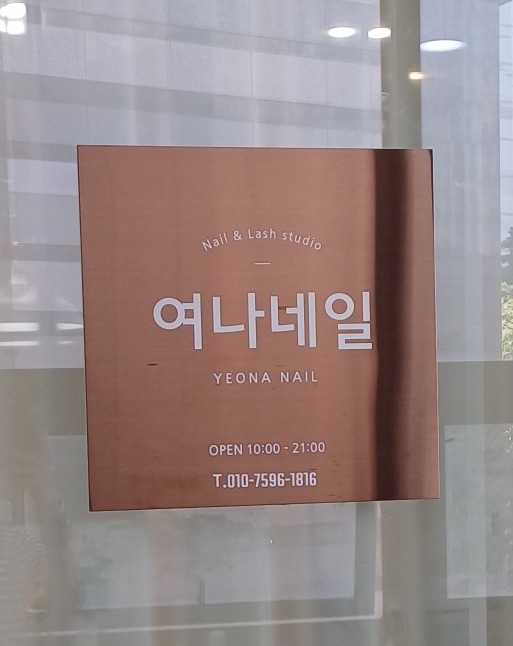 Nail & Lash studio
여나네일
YEONA NAIL
OPEN 10:00 - 21:00
T.010-7596-1816